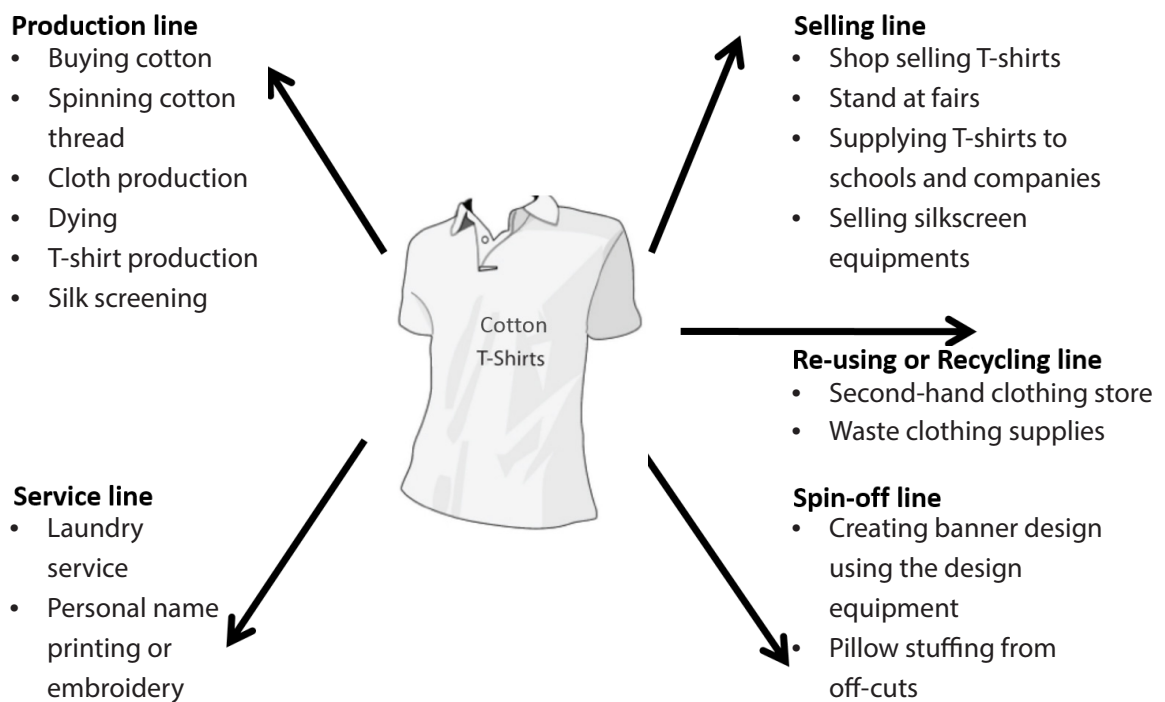 Production line
• Buying cotton
• Spinning cotton
thread
• Cloth production
• Dying
• T-shirt production
• Silk screening
Selling line
• Shop selling T-shirts
• Stand at fairs
• Supplying T-shirts to
schools and companies
• Selling silkscreen
equipments
Cotton
T-Shirts
Re-using or Recycling line
• Second-hand clothing store
• Waste clothing supplies
Service line
• Laundry
service
• Personal name
printing or
embroidery
Spin-off line
• Creating banner design
using the design
equipment
• Pillow stuffing from
off-cuts